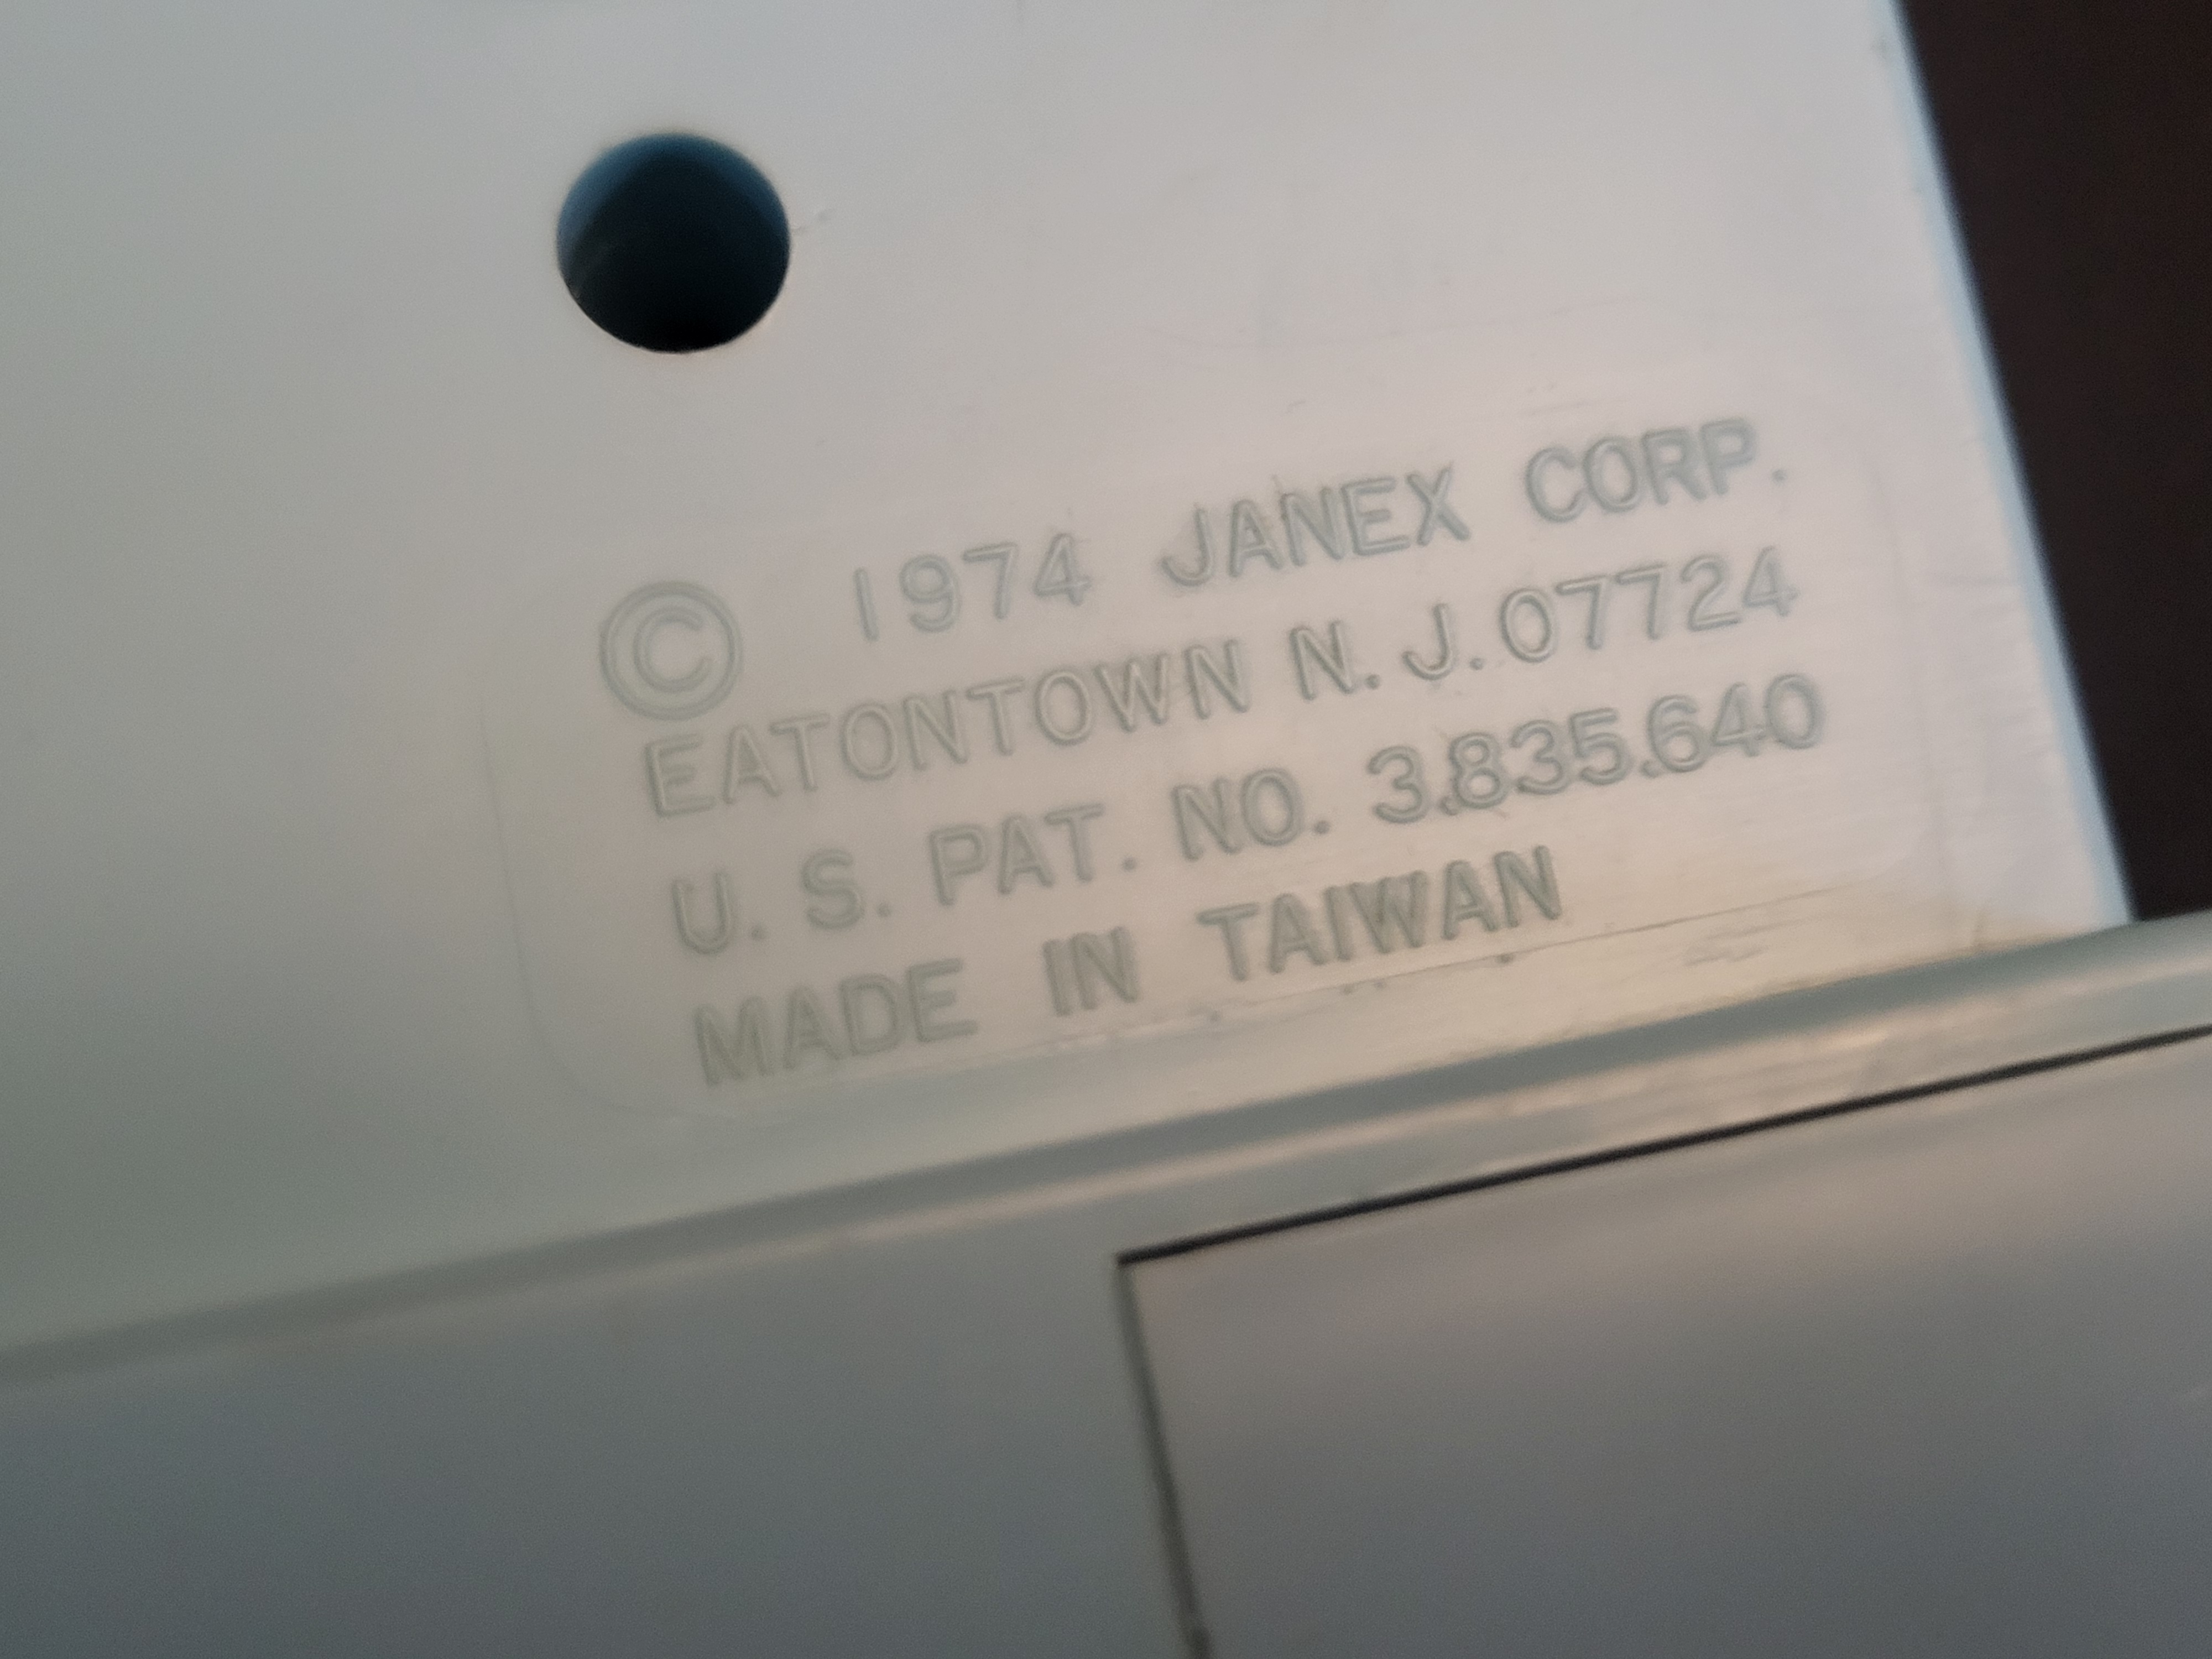 © 1974 JANEX CORP.
EATONTOWN N. J. 07724
U. S. PAT. NO. 3,835,640
MADE IN TAIWAN